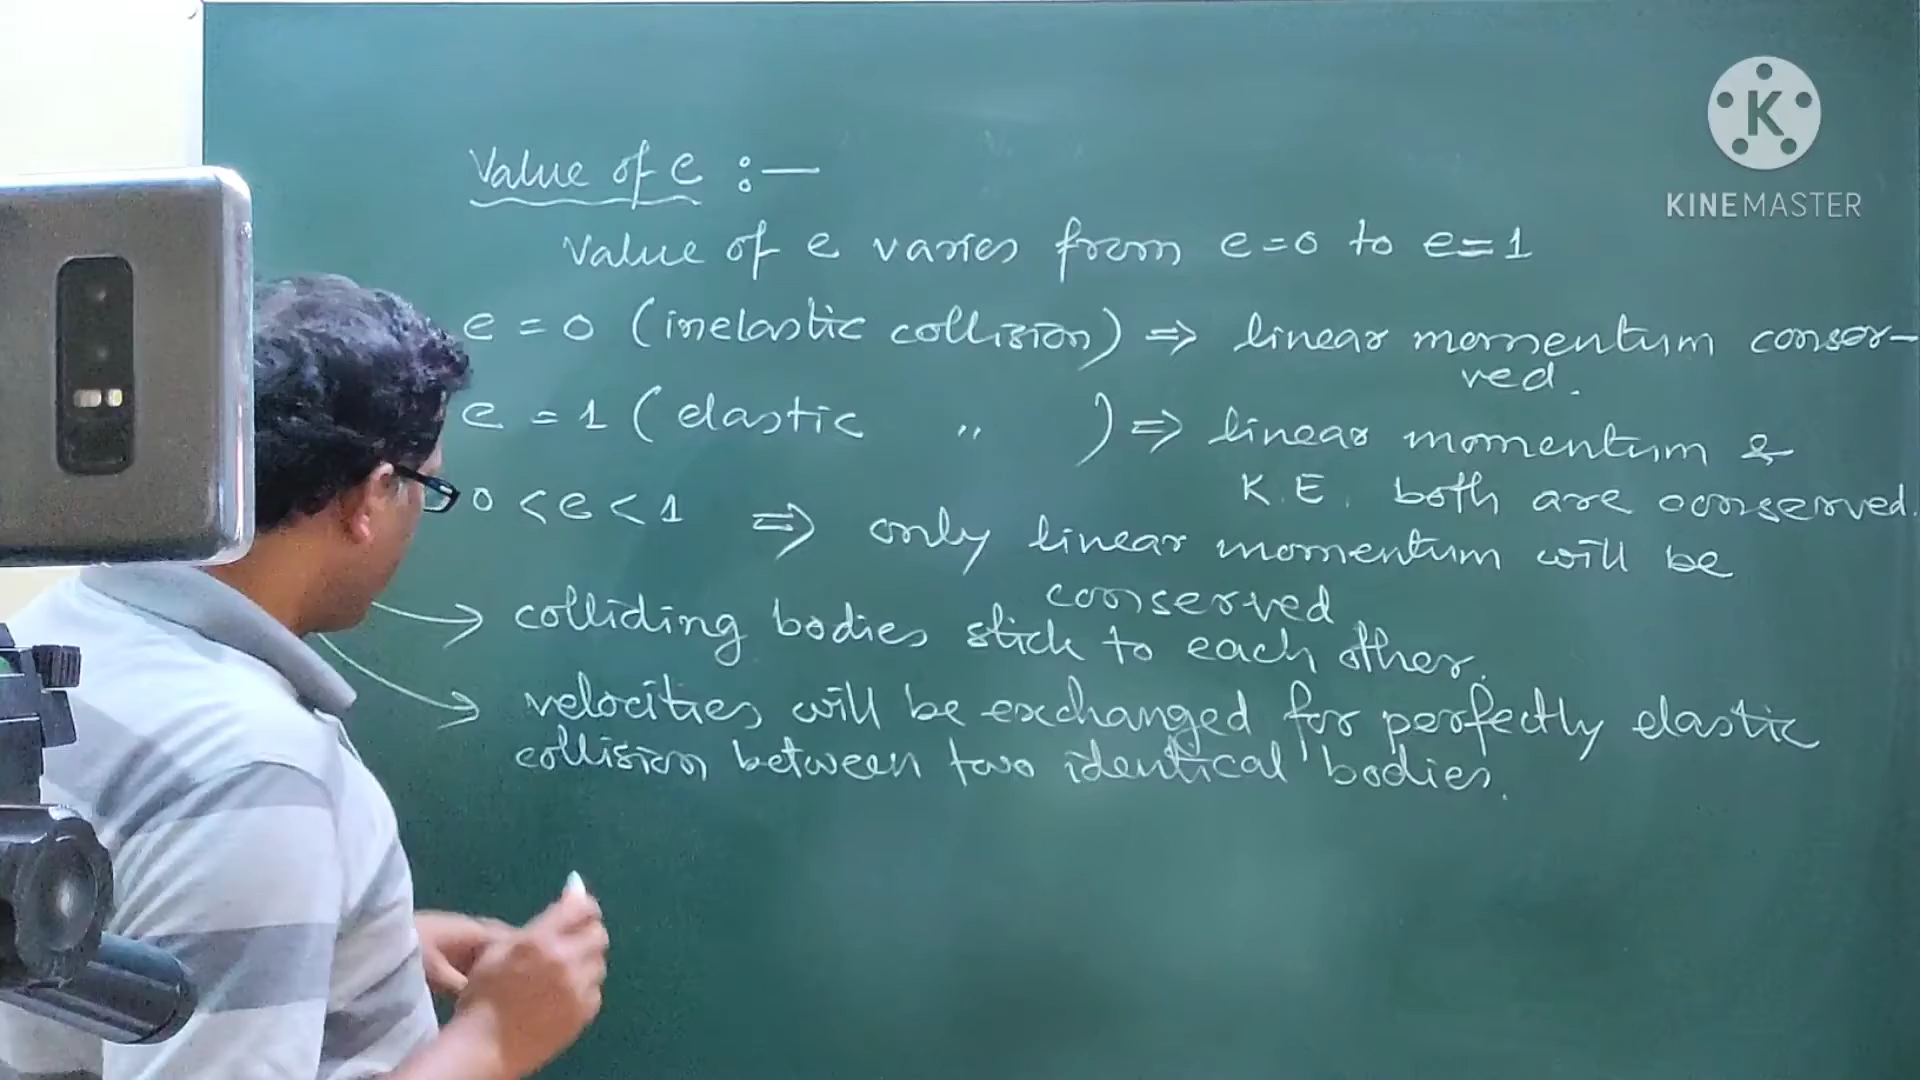 Value of e :—
Value of e varies from e=0 to e=1
e = 0 (inelastic collision) ⇒ linear momentum conser-
ved.
e = 1 (elastic " ) ⇒ linear momentum &
K.E. both are conserved.
0 < e < 1 ⇒ only linear momentum will be
conserved
→ colliding bodies stick to each other.
→ velocities will be exchanged for perfectly elastic
collision between two identical bodies.
K
KINEMASTER